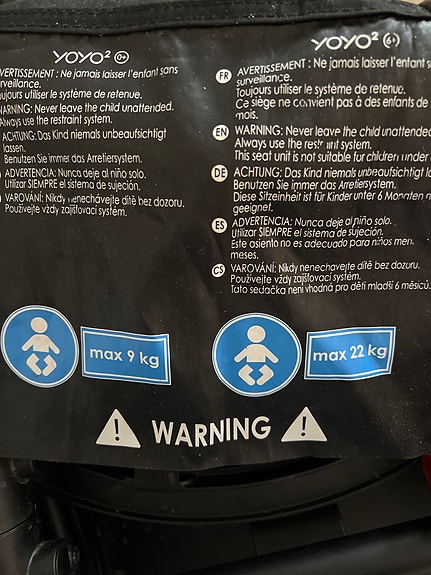 YOYO² 0+
VERTISSEMENT : Ne jamais laisser l'enfant sans
surveillance.
oujours utiliser le système de retenue.
ARNING: Never leave the child unattended.
Always use the restraint system.
ACHTUNG: Das Kind niemals unbeaufsichtigt
lassen.
Benutzen Sie immer das Arretiersystem.
ADVERTENCIA: Nunca deje al niño solo.
Utilizar SIEMPRE el sistema de sujeción.
VAROVÁNÍ: Nikdy dítě bez dozoru.
Používejte vždy zajišťovací systém.
max 9 kg
YOYO² 6+
FR AVERTISSEMENT : Ne jamais laisser l'enfant
surveillance.
Toujours utiliser le système de retenue.
Ce siège ne convient pas à des enfants de
mois.
EN WARNING: Never leave the child unattended
Always use the restraint system.
This seat unit is not suitable for children under
DE ACHTUNG: Das Kind niemals unbeaufsichtigt
Benutzen Sie immer das Arretiersystem.
Diese Sitzeinheit ist für Kinder unter 6 Monaten
geeignet.
ES ADVERTENCIA: Nunca deje al niño solo.
Utilizar SIEMPRE el sistema de sujeción.
Este asiento no es adecuado para niños men
meses.
CS VAROVÁNÍ: Nikdy nenechavejte dítě bez dozoru.
Používejte vždy zajišťovací systém.
Tato sedačka není vhodná pro děti mladší 6 měsíců.
max 22 kg
WARNING